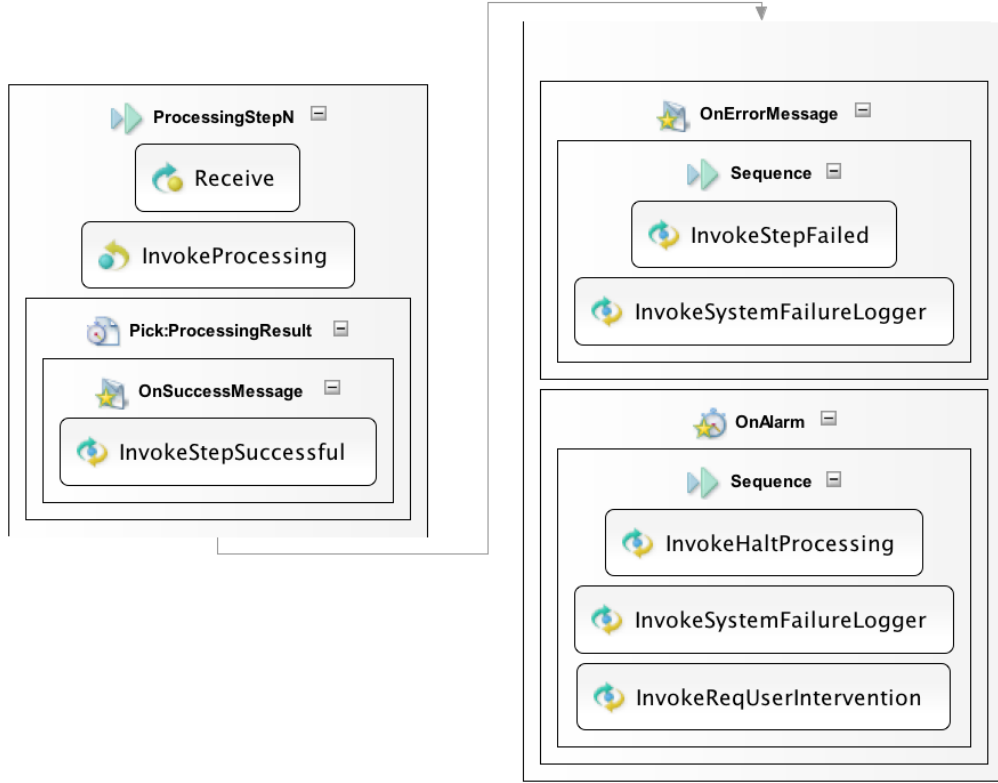 ProcessingStepN
Receive
InvokeProcessing
Pick:ProcessingResult
OnSuccessMessage
InvokeStepSuccessful
OnErrorMessage
Sequence
InvokeStepFailed
InvokeSystemFailureLogger
OnAlarm
Sequence
InvokeHaltProcessing
InvokeSystemFailureLogger
InvokeReqUserIntervention